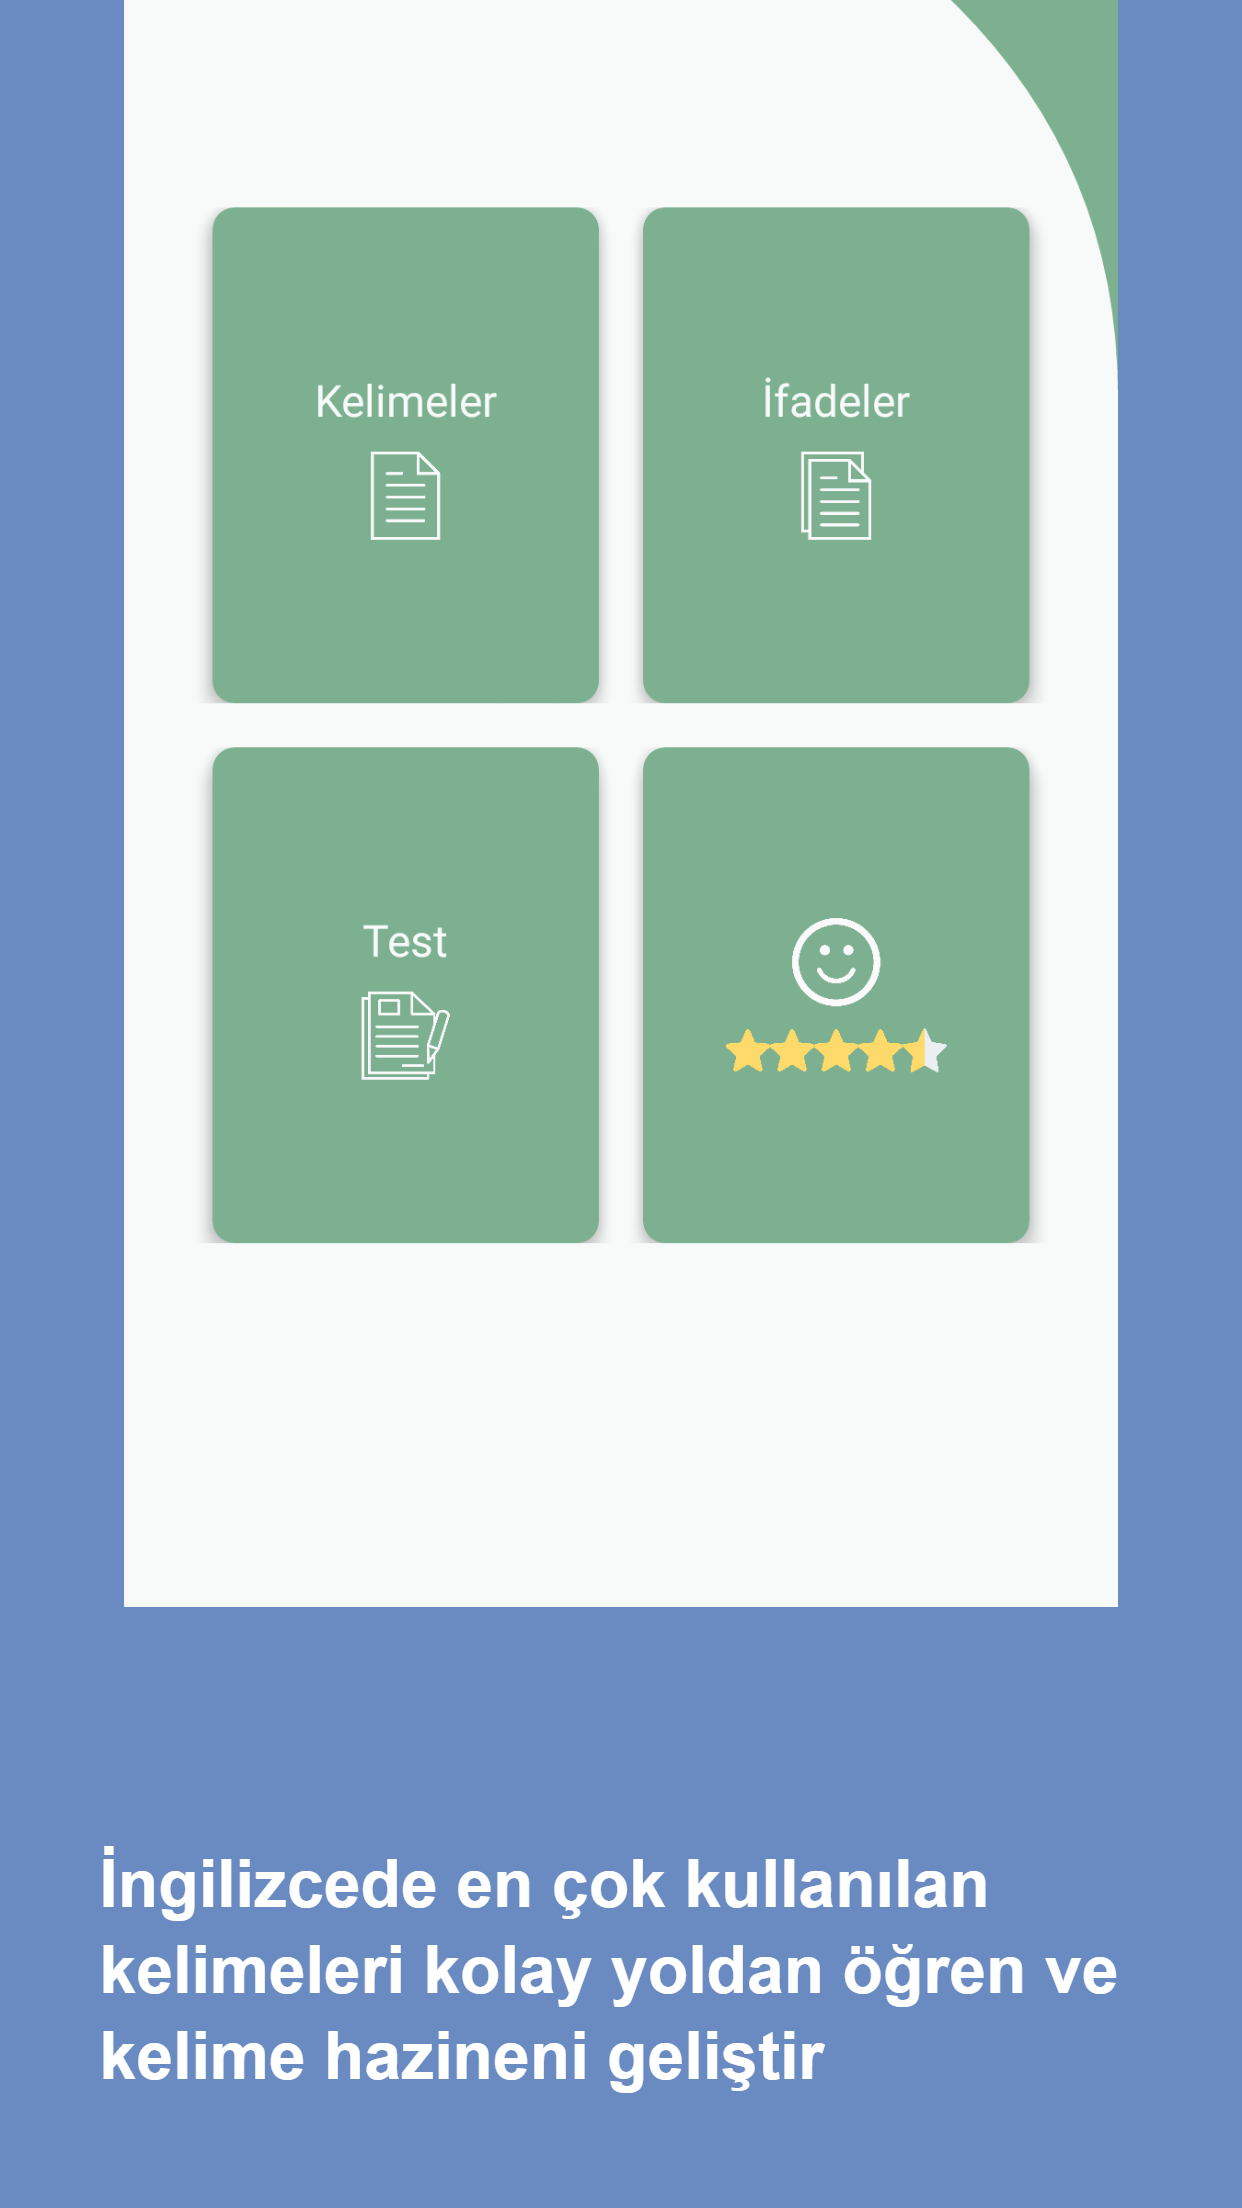 Kelimeler
İfadeler
Test
İngilizcede en çok kullanılan
kelimeleri kolay yoldan öğren ve
kelime hazineni geliştir